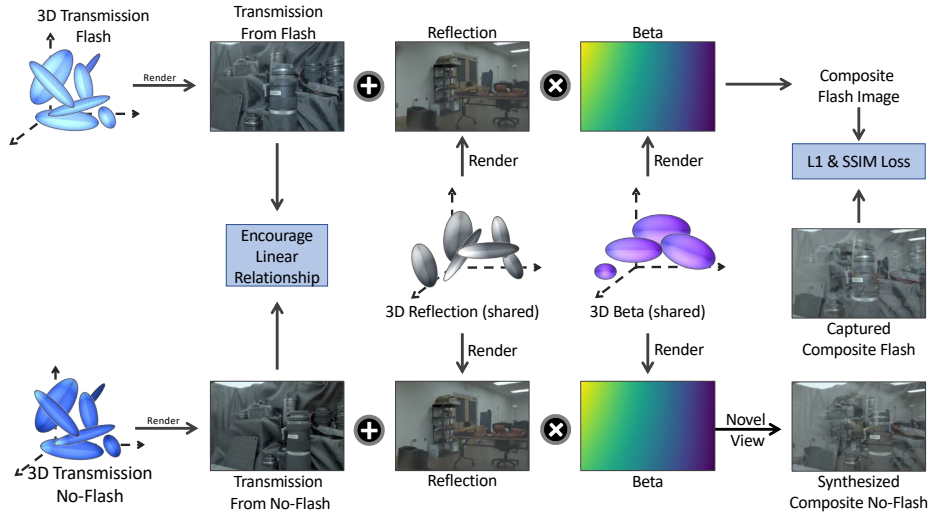 3D Transmission
Flash
Render
Transmission
From Flash
Reflection
Beta
Composite
Flash Image
L1 & SSIM Loss
Render
Render
Encourage
Linear
Relationship
3D Reflection (shared)
3D Beta (shared)
Captured
Composite Flash
Render
Render
3D Transmission
No-Flash
Render
Transmission
From No-Flash
Reflection
Beta
Novel
View
Synthesized
Composite No-Flash